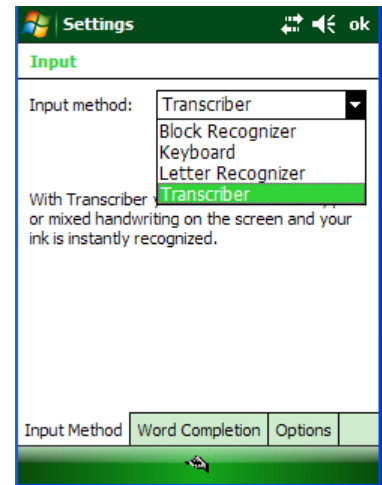 Settings ok
Input
Input method: Transcriber
Block Recognizer
Keyboard
Letter Recognizer
Transcriber
With Transcriber
or mixed handwriting on the screen and your
ink is instantly recognized.
Input Method Word Completion Options